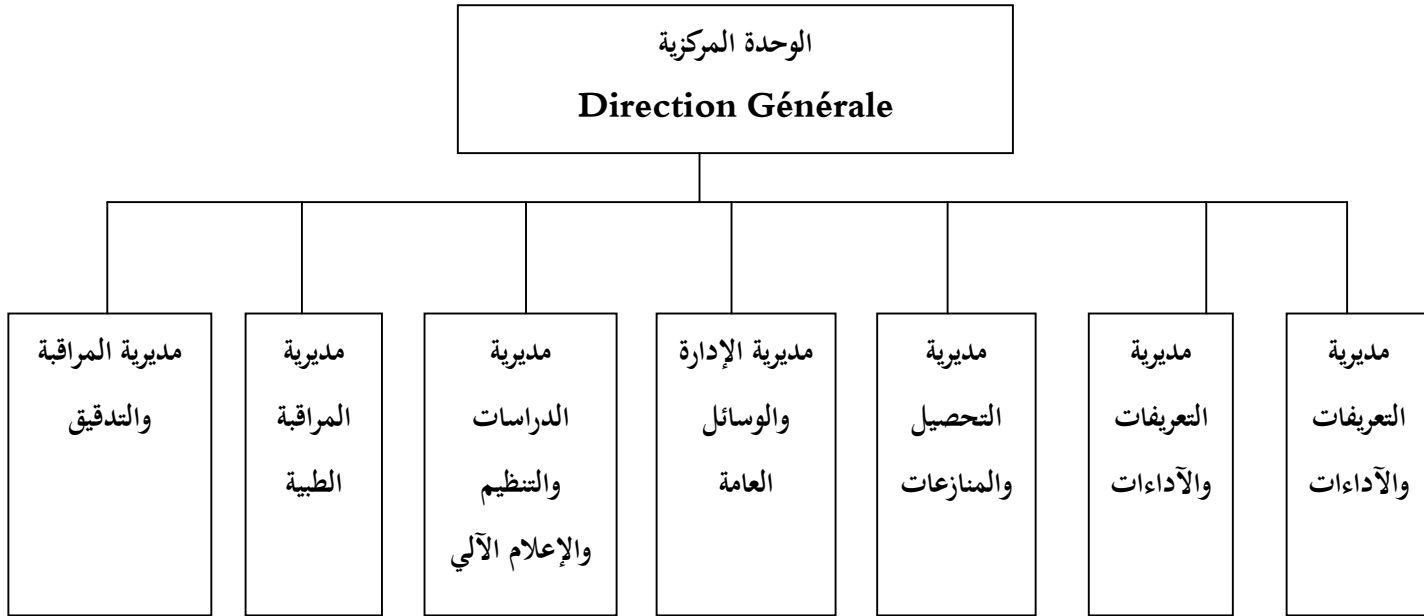 الوحدة المركزية
Direction Générale
مديرية
التعريفات
والآداءات
مديرية
التعريفات
والآداءات
مديرية
التحصيل
والمنازعات
مديرية الإدارة
والوسائل
العامة
مديرية
الدراسات
والتنظيم
والإعلام الآلي
مديرية
المراقبة
الطبية
مديرية المراقبة
والتدقيق